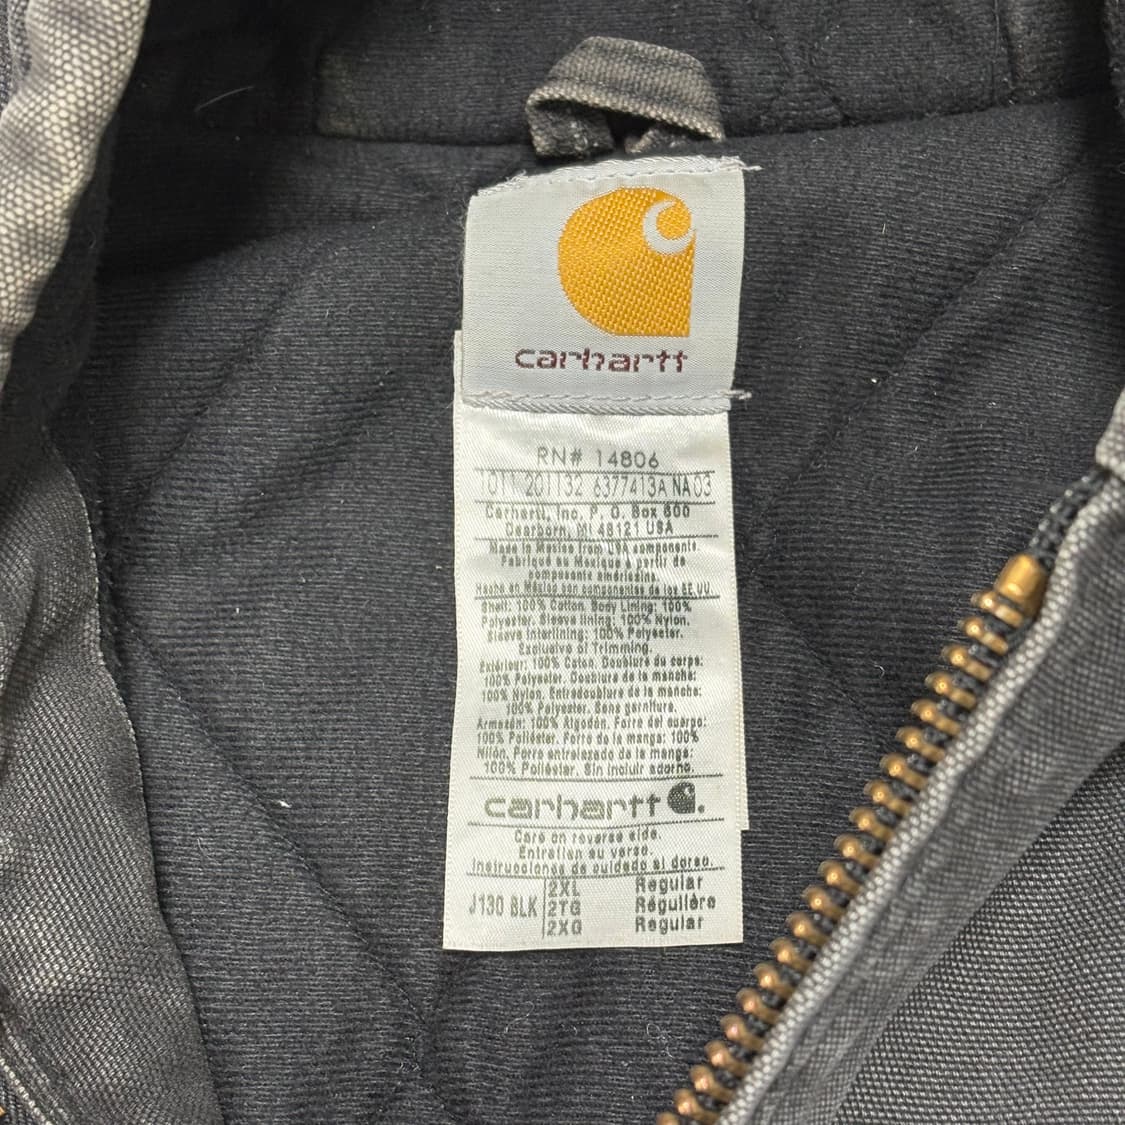 carhartt
RN# 14806
1011 201132 6377413A NA 03
Carhartt, Inc. P. O. Box 600
Dearborn, MI 48121 USA
Made in Mexico from USA components.
Fabriqué au Mexique à partir de
composants américains.
Hecho en México con componentes de los EE.UU.
Shell: 100% Cotton. Body Lining: 100%
Polyester. Sleeve lining: 100% Nylon.
Sleeve Interlining: 100% Polyester.
Exclusive of Trimming.
Extérieur: 100% Coton. Doublure du corps:
100% Polyester. Doublure de la manche:
100% Nylon. Entredoublure de la manche:
100% Polyester. Sans garniture.
Armazón: 100% Algodón. Forre del cuerpo:
100% Poliéster. Forro de la manga: 100%
Nilón. Forro entrelazado de la manga:
100% Poliéster. Sin incluir adorno.
carhartt
Care on reverse side.
Entretien au verso.
Instrucciones de cuidado al dorso.
J130 BLK 2XL Regular
2TG Régulière
2XG Regular